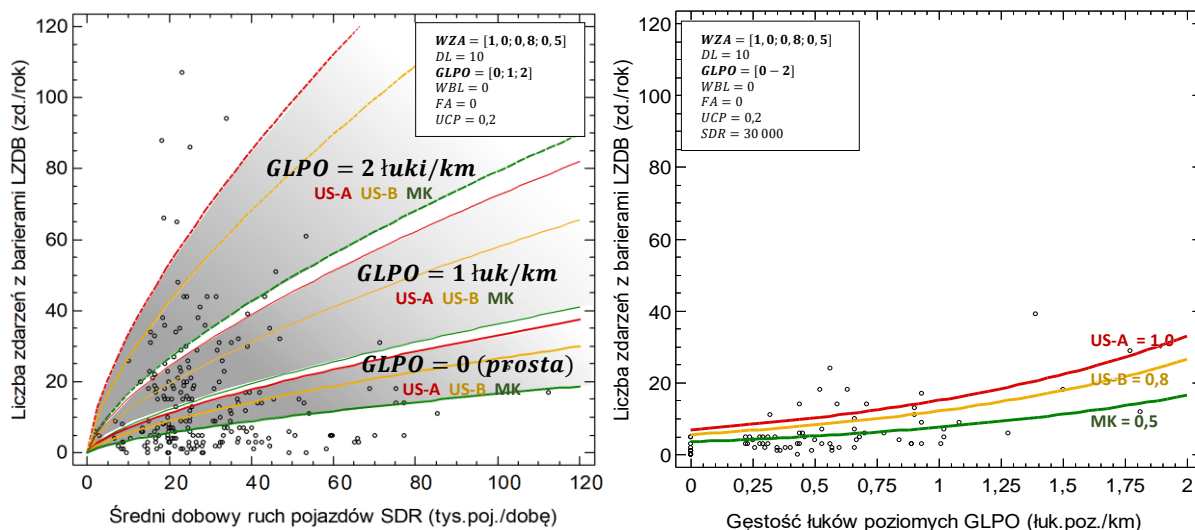 Liczba zdarzeń z barierami LZDB (zd./rok)
120
100
80
60
40
20
0
WZA = [1,0;0,8;0,5]
DL = 10
GLPO = [0;1;2]
WBL = 0
FA = 0
UCP = 0,2
GLPO = 2 łuki/km
US-A US-B MK
GLPO = 1 łuk/km
US-A US-B MK
GLPO = 0 (prosta)
US-A US-B MK
0 20 40 60 80 100 120
Średni dobowy ruch pojazdów SDR (tys.poj./dobę)
Liczba zdarzeń z barierami LZDB (zd./rok)
120
100
80
60
40
20
0
WZA = [1,0;0,8;0,5]
DL = 10
GLPO = [0 − 2]
WBL = 0
FA = 0
UCP = 0,2
SDR = 30 000
US-A = 1,0
US-B = 0,8
MK = 0,5
0 0,25 0,5 0,75 1 1,25 1,5 1,75 2
Gęstość łuków poziomych GLPO (łuk.poz./km)